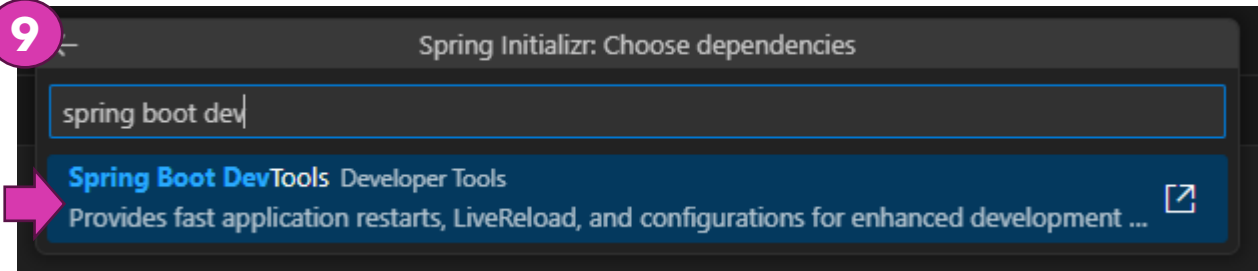 9
Spring Initializr: Choose dependencies
spring boot dev
Spring Boot DevTools Developer Tools
Provides fast application restarts, LiveReload, and configurations for enhanced development ...